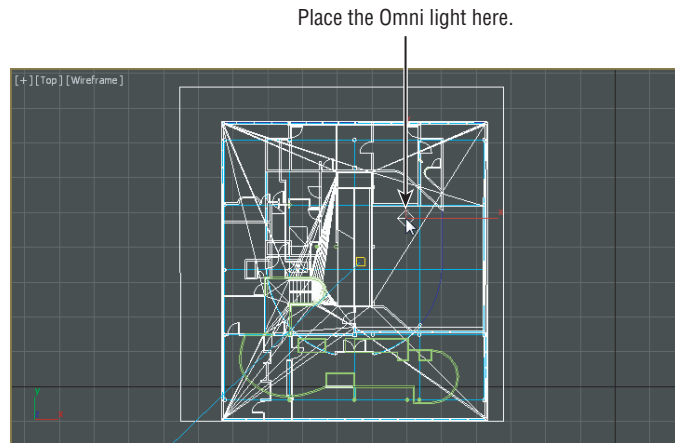 Place the Omni light here.
[+][Top][Wireframe]
x
Y
x